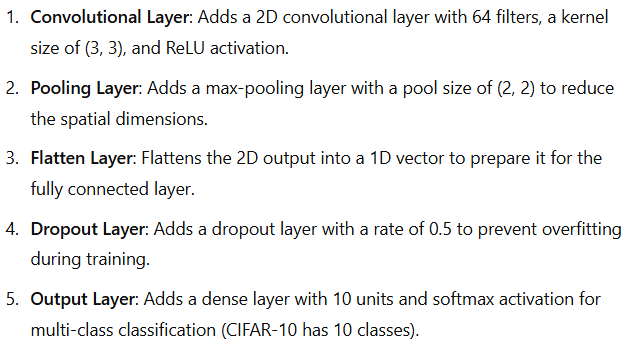 1. Convolutional Layer: Adds a 2D convolutional layer with 64 filters, a kernel
size of (3, 3), and ReLU activation.
2. Pooling Layer: Adds a max-pooling layer with a pool size of (2, 2) to reduce
the spatial dimensions.
3. Flatten Layer: Flattens the 2D output into a 1D vector to prepare it for the
fully connected layer.
4. Dropout Layer: Adds a dropout layer with a rate of 0.5 to prevent overfitting
during training.
5. Output Layer: Adds a dense layer with 10 units and softmax activation for
multi-class classification (CIFAR-10 has 10 classes).